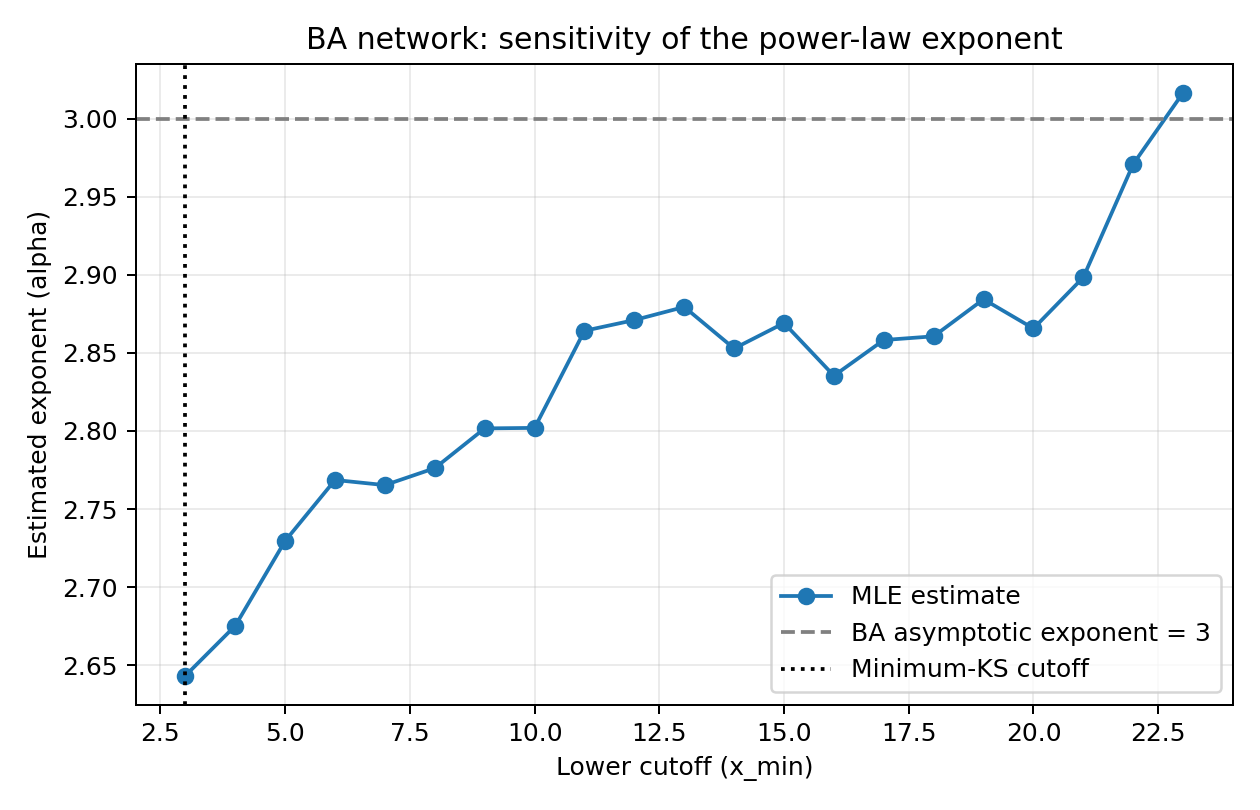 BA network: sensitivity of the power-law exponent
Estimated exponent (alpha)
3.00
2.95
2.90
2.85
2.80
2.75
2.70
2.65
MLE estimate
BA asymptotic exponent = 3
Minimum-KS cutoff
2.5 5.0 7.5 10.0 12.5 15.0 17.5 20.0 22.5
Lower cutoff (x_min)